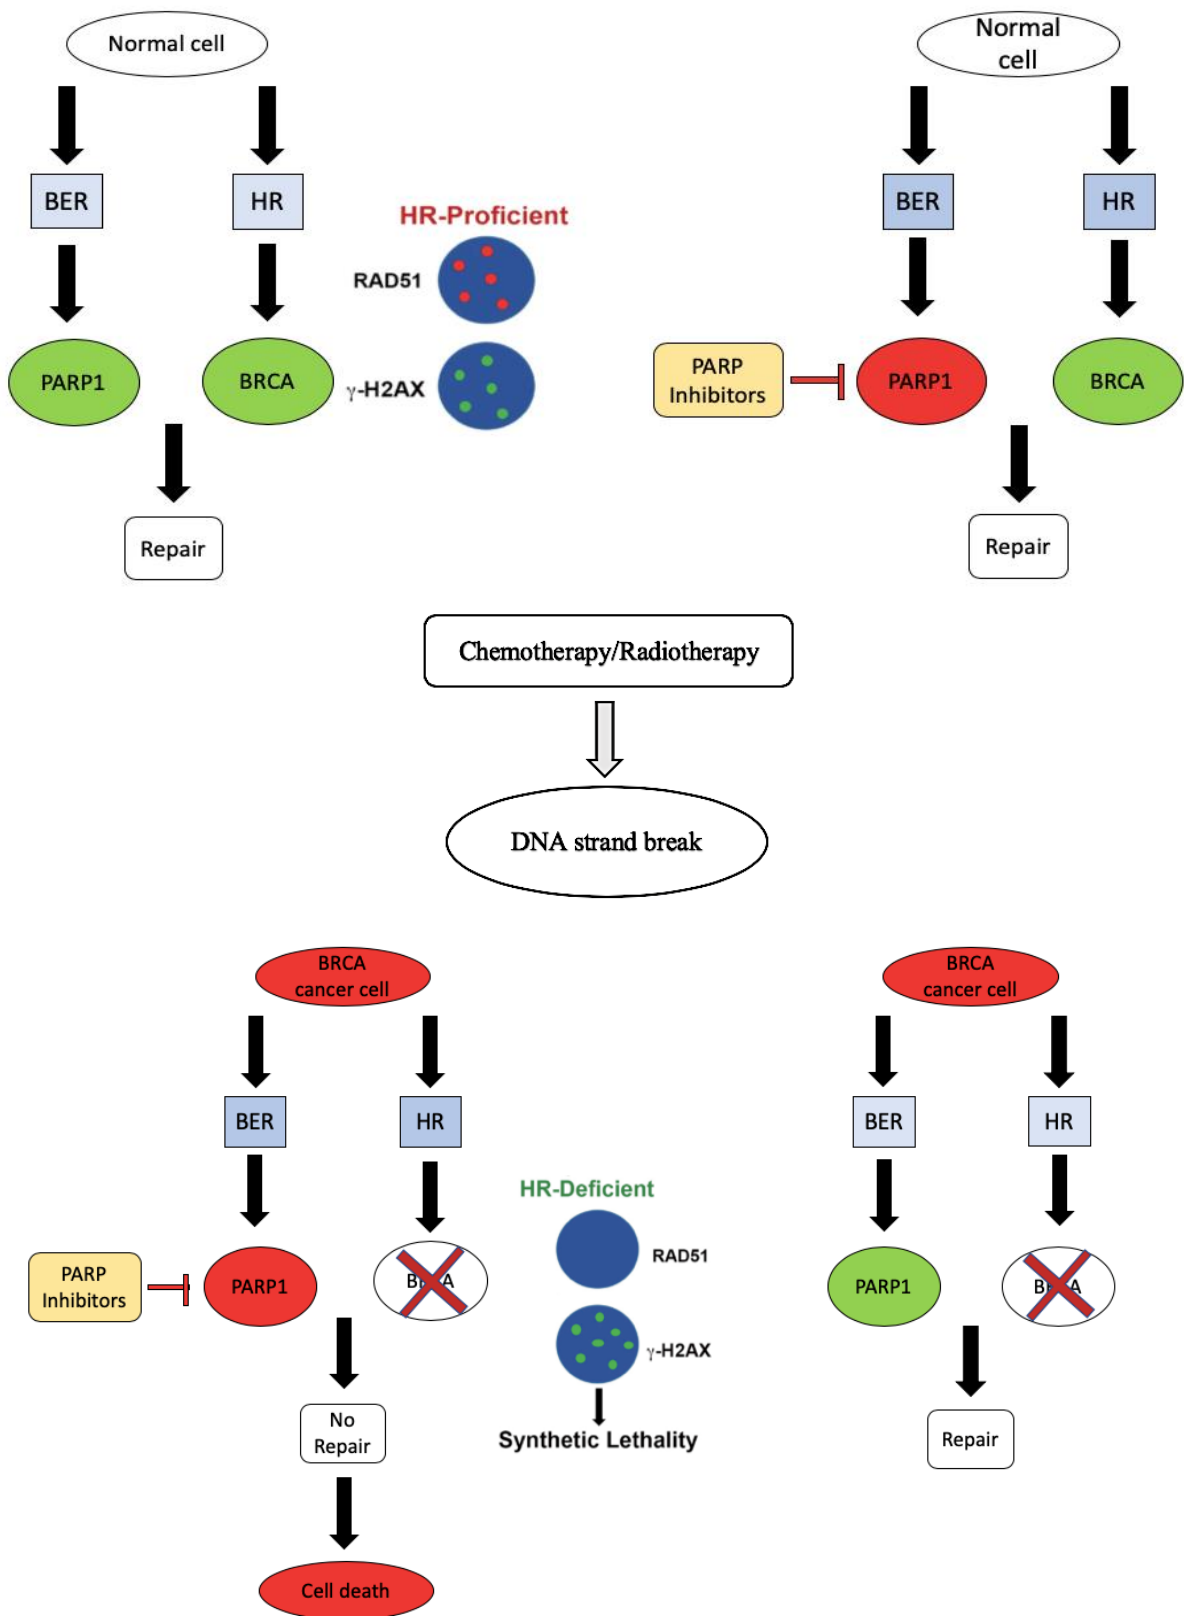 Normal cell
Normal
cell
BER
HR
BER
HR
HR-Proficient
RAD51
PARP1
BRCA
γ-H2AX
PARP
Inhibitors
PARP1
BRCA
Repair
Repair
Chemotherapy/Radiotherapy
DNA strand break
BRCA
cancer cell
BRCA
cancer cell
BER
HR
BER
HR
HR-Deficient
RAD51
PARP
Inhibitors
PARP1
BRCA
PARP1
BRCA
γ-H2AX
No
Repair
Synthetic Lethality
Repair
Cell death